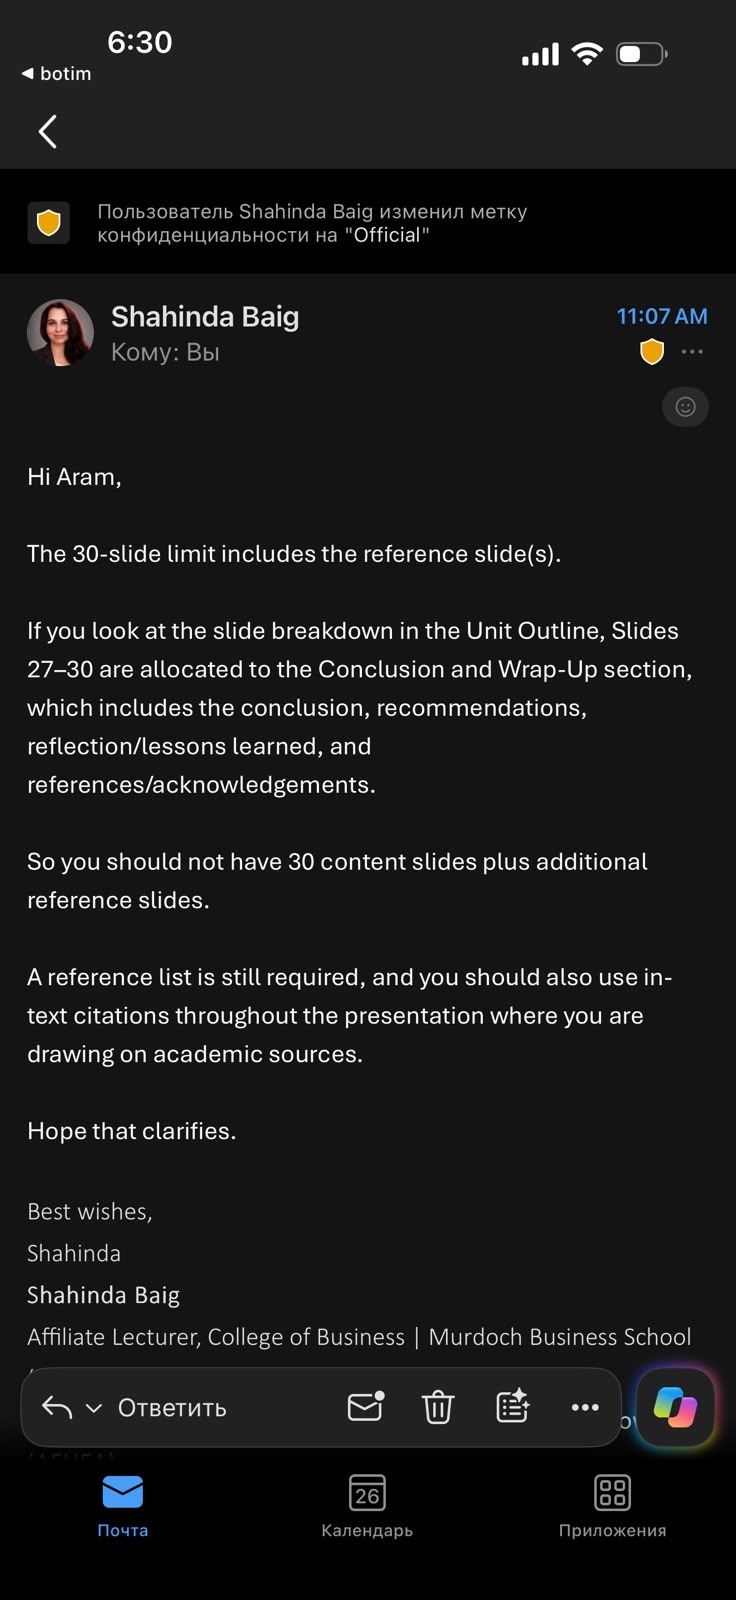 6:30
◀ botim
Пользователь Shahinda Baig изменил метку
конфиденциальности на "Official"
Shahinda Baig
11:07 AM
Кому: Вы
Hi Aram,
The 30-slide limit includes the reference slide(s).
If you look at the slide breakdown in the Unit Outline, Slides
27–30 are allocated to the Conclusion and Wrap-Up section,
which includes the conclusion, recommendations,
reflection/lessons learned, and
references/acknowledgements.
So you should not have 30 content slides plus additional
reference slides.
A reference list is still required, and you should also use in-
text citations throughout the presentation where you are
drawing on academic sources.
Hope that clarifies.
Best wishes,
Shahinda
Shahinda Baig
Affiliate Lecturer, College of Business | Murdoch Business School
Ответить
26
Почта
Календарь
Приложения